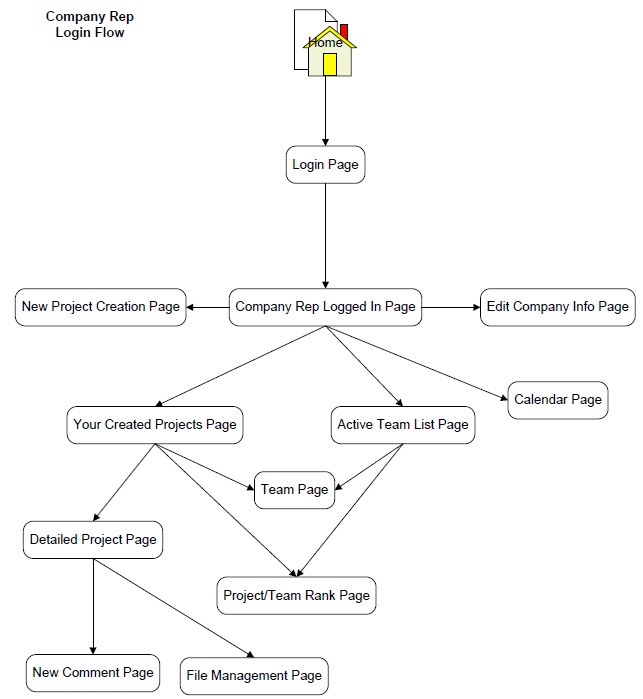 Company Rep
Login Flow
Home
Login Page
New Project Creation Page
Company Rep Logged In Page
Edit Company Info Page
Calendar Page
Your Created Projects Page
Active Team List Page
Team Page
Detailed Project Page
Project/Team Rank Page
New Comment Page
File Management Page